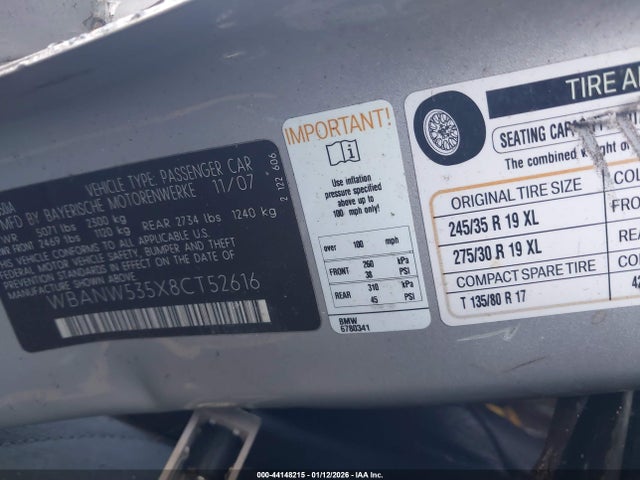 VEHICLE TYPE: PASSENGER CAR
MFD BY BAYERISCHE MOTORENWERKE 11/07
5071 lbs 2300 kg
FRONT 2469 lbs 1120 kg REAR 2734 lbs 1240 kg
THIS VEHICLE CONFORMS TO ALL APPLICABLE U.S.
FEDERAL MOTOR VEHICLE SAFETY, BUMPER AND THEFT
PREVENTION STANDARDS IN EFFECT ON THE DATE OF
MANUFACTURE SHOWN ABOVE
WBANW535X8CT52616
2 122 606
IMPORTANT!
i
Use inflation
pressure specified
above up to
100 mph only!
over 100 mph
FRONT 260 KPA
38 PSI
REAR 310 KPA
45 PSI
BMW
6780341
TIRE
SEATING CAPACITY
The combined weight of
ORIGINAL TIRE SIZE
245/35 R 19 XL
275/30 R 19 XL
COMPACT SPARE TIRE
T 135/80 R 17
000-44148215 - 01/12/2026 - IAA Inc.